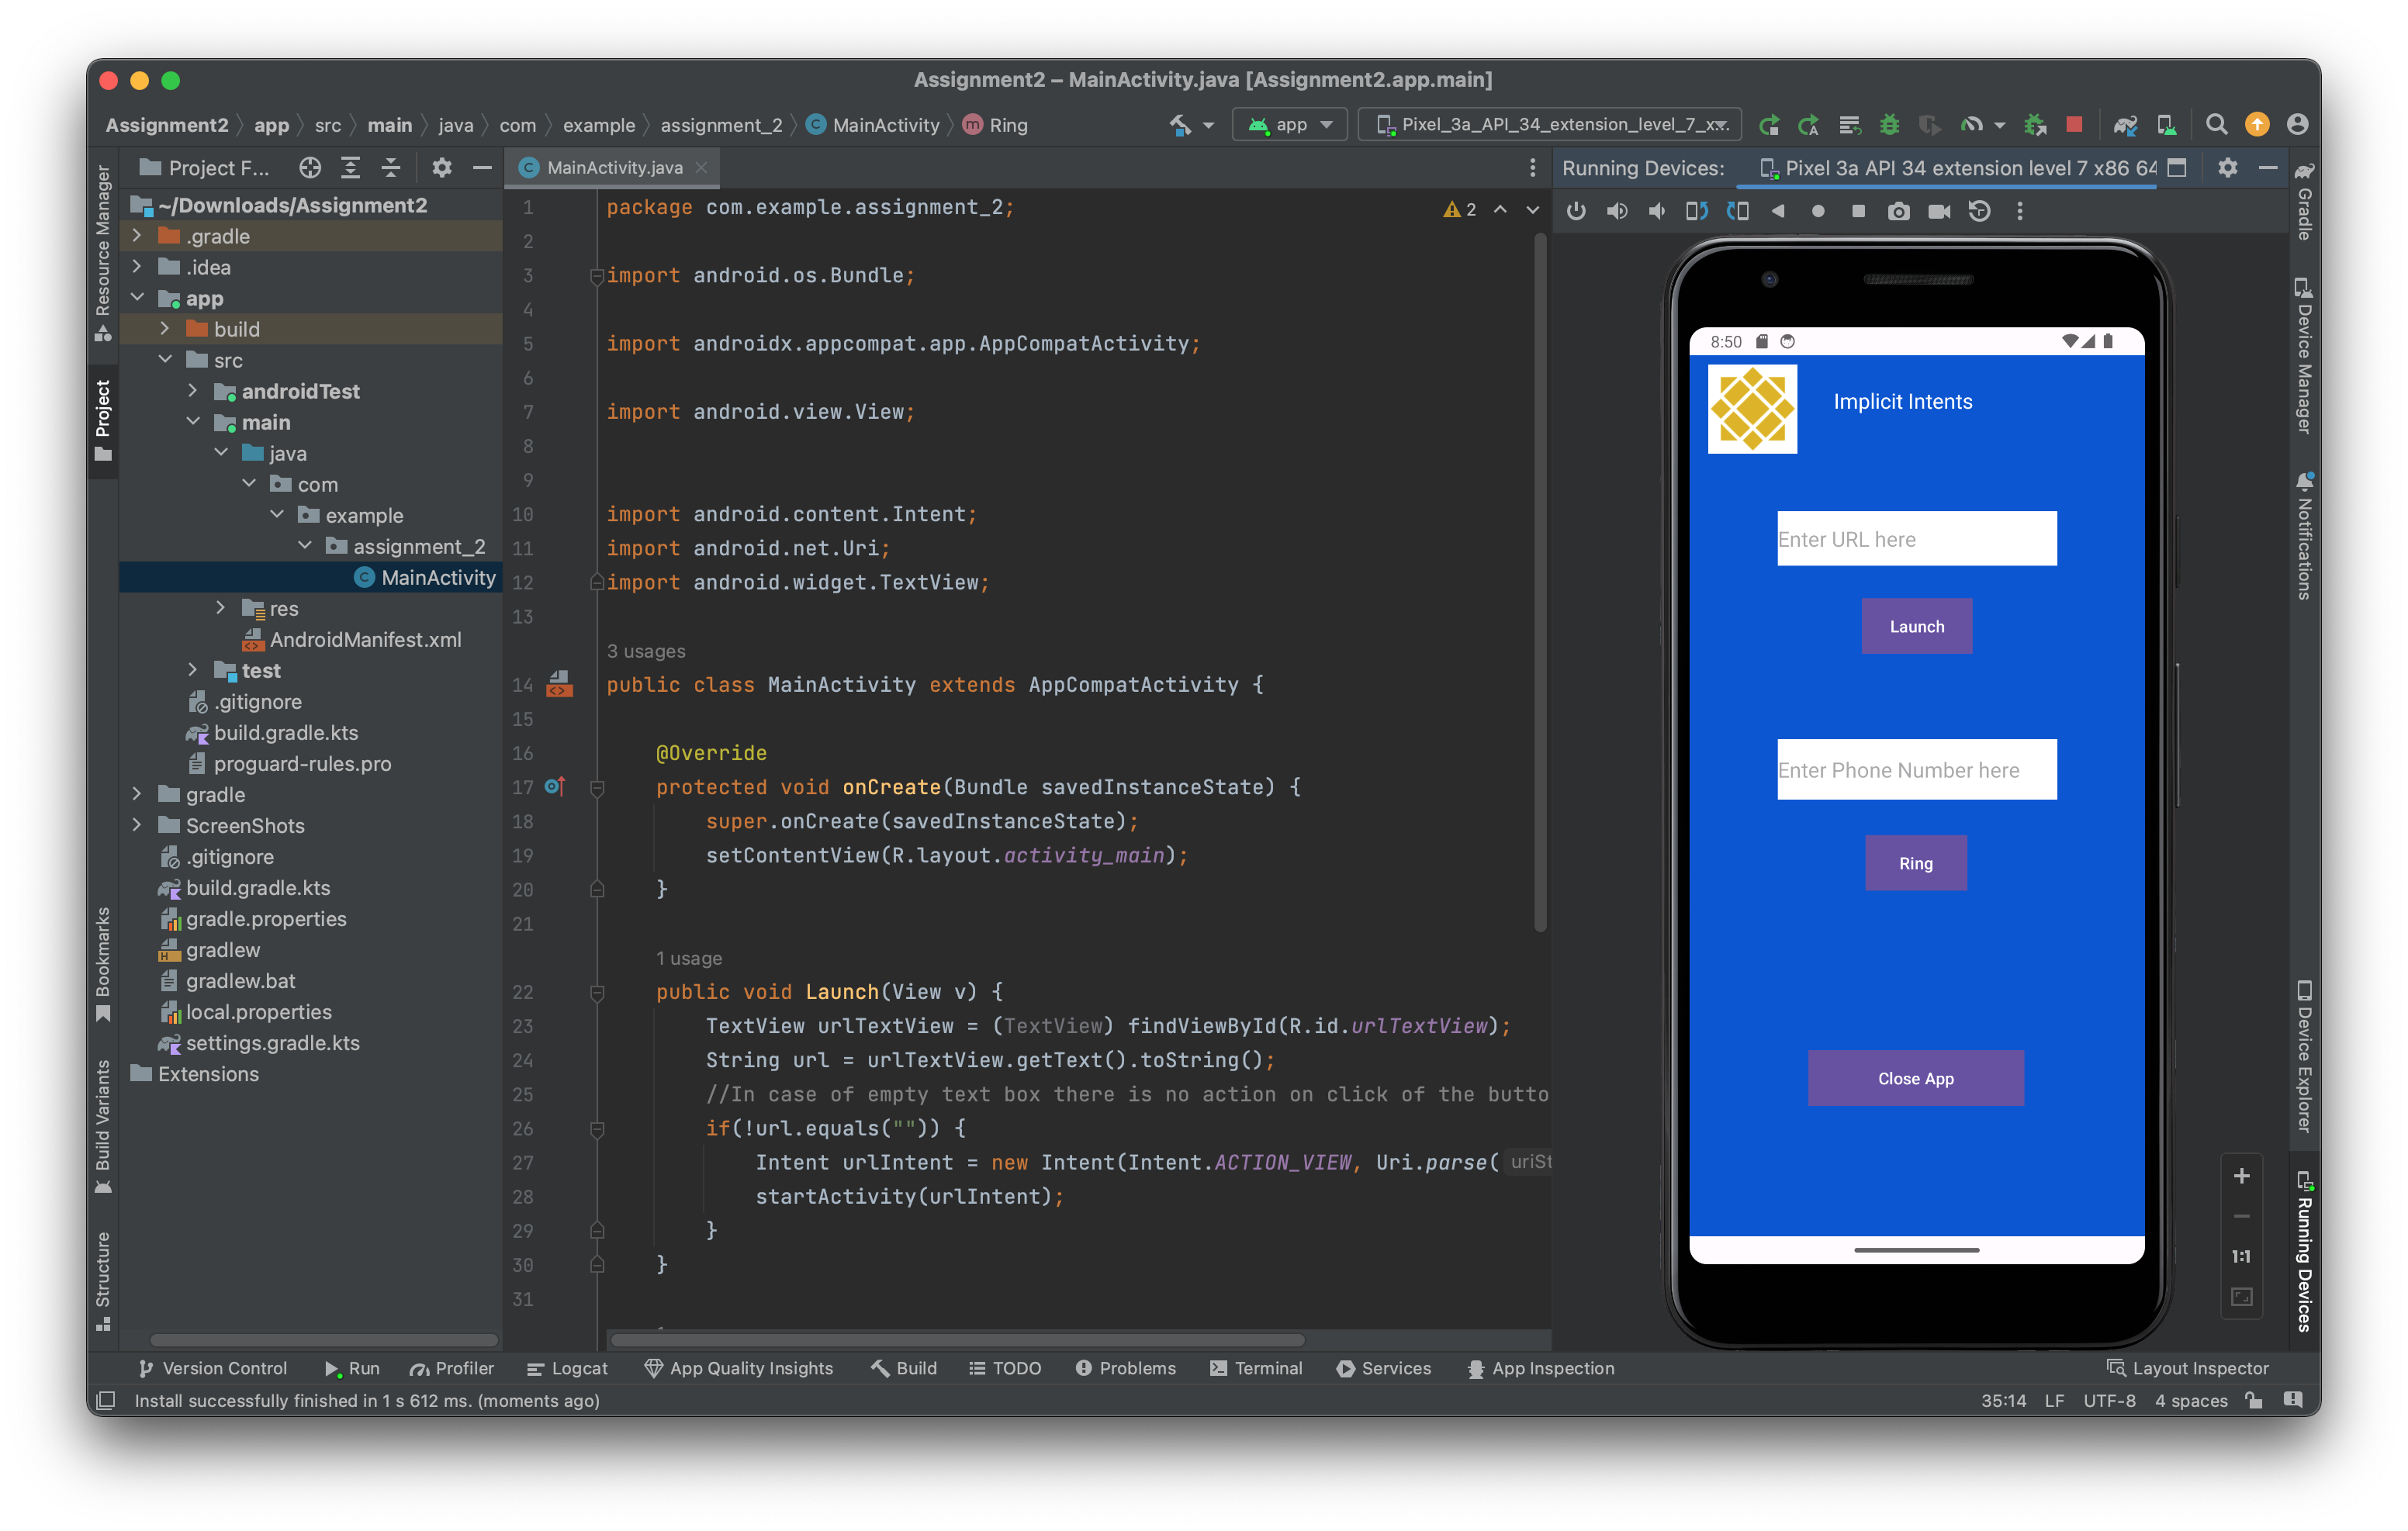 Assignment2 – MainActivity.java [Assignment2.app.main]
Assignment2 app src main java com example assignment_2 MainActivity Ring
app
Pixel_3a_API_34_extension_level_7_x...
Project F...
MainActivity.java
Running Devices: Pixel 3a API 34 extension level 7 x86 64
Resource Manager
Project
Bookmarks
Build Variants
Structure
~/Downloads/Assignment2
.gradle
.idea
app
build
src
androidTest
main
java
com
example
assignment_2
MainActivity
res
AndroidManifest.xml
test
.gitignore
build.gradle.kts
proguard-rules.pro
gradle
ScreenShots
.gitignore
build.gradle.kts
gradle.properties
gradlew
gradlew.bat
local.properties
settings.gradle.kts
Extensions
2
1 package com.example.assignment_2;
2
3 import android.os.Bundle;
4
5 import androidx.appcompat.app.AppCompatActivity;
6
7 import android.view.View;
8
9
10 import android.content.Intent;
11 import android.net.Uri;
12 import android.widget.TextView;
13
3 usages
14 public class MainActivity extends AppCompatActivity {
15
16 @Override
17 protected void onCreate(Bundle savedInstanceState) {
18 super.onCreate(savedInstanceState);
19 setContentView(R.layout.activity_main);
20 }
21
1 usage
22 public void Launch(View v) {
23 TextView urlTextView = (TextView) findViewById(R.id.urlTextView);
24 String url = urlTextView.getText().toString();
25 //In case of empty text box there is no action on click of the butto
26 if(!url.equals("")) {
27 Intent urlIntent = new Intent(Intent.ACTION_VIEW, Uri.parse( uriSt
28 startActivity(urlIntent);
29 }
30 }
31
8:50
Implicit Intents
Enter URL here
Launch
Enter Phone Number here
Ring
Close App
1:1
Gradle
Device Manager
Notifications
Device Explorer
Running Devices
Version Control Run Profiler Logcat App Quality Insights Build TODO Problems Terminal Services App Inspection Layout Inspector
Install successfully finished in 1 s 612 ms. (moments ago)
35:14 LF UTF-8 4 spaces